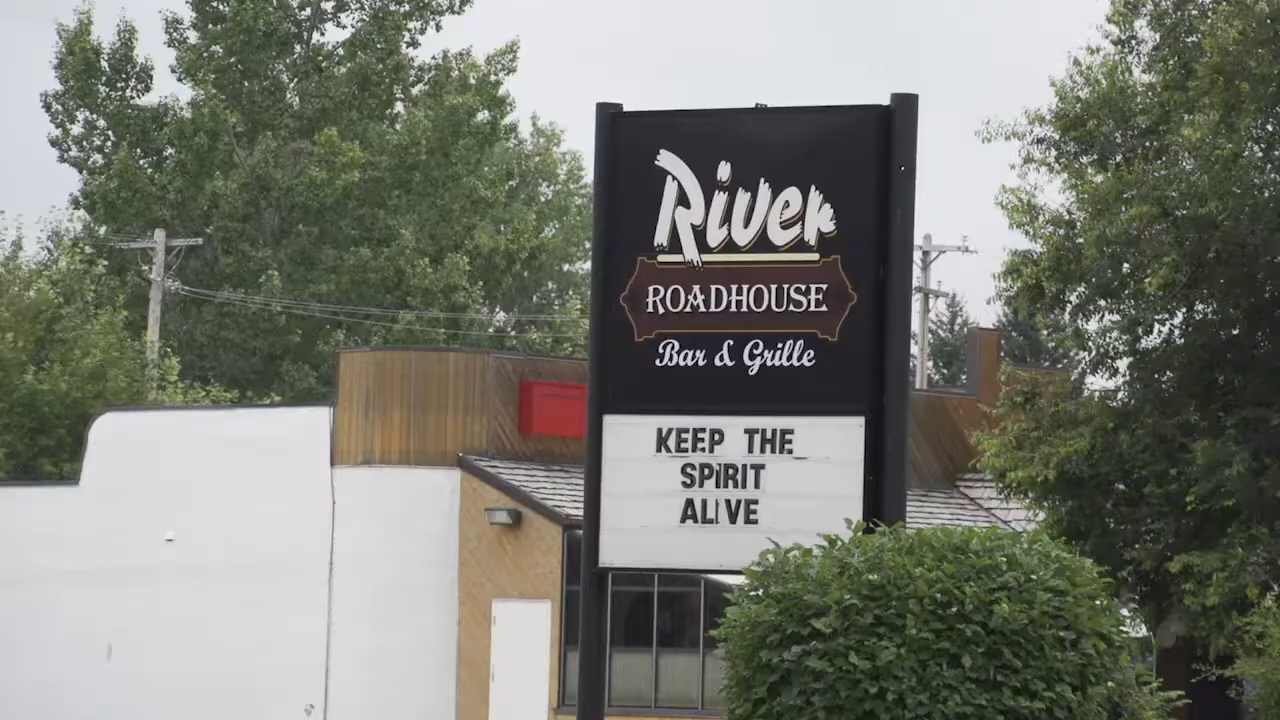 River
ROADHOUSE
Bar & Grille
KEEP THE
SPIRIT
ALIVE